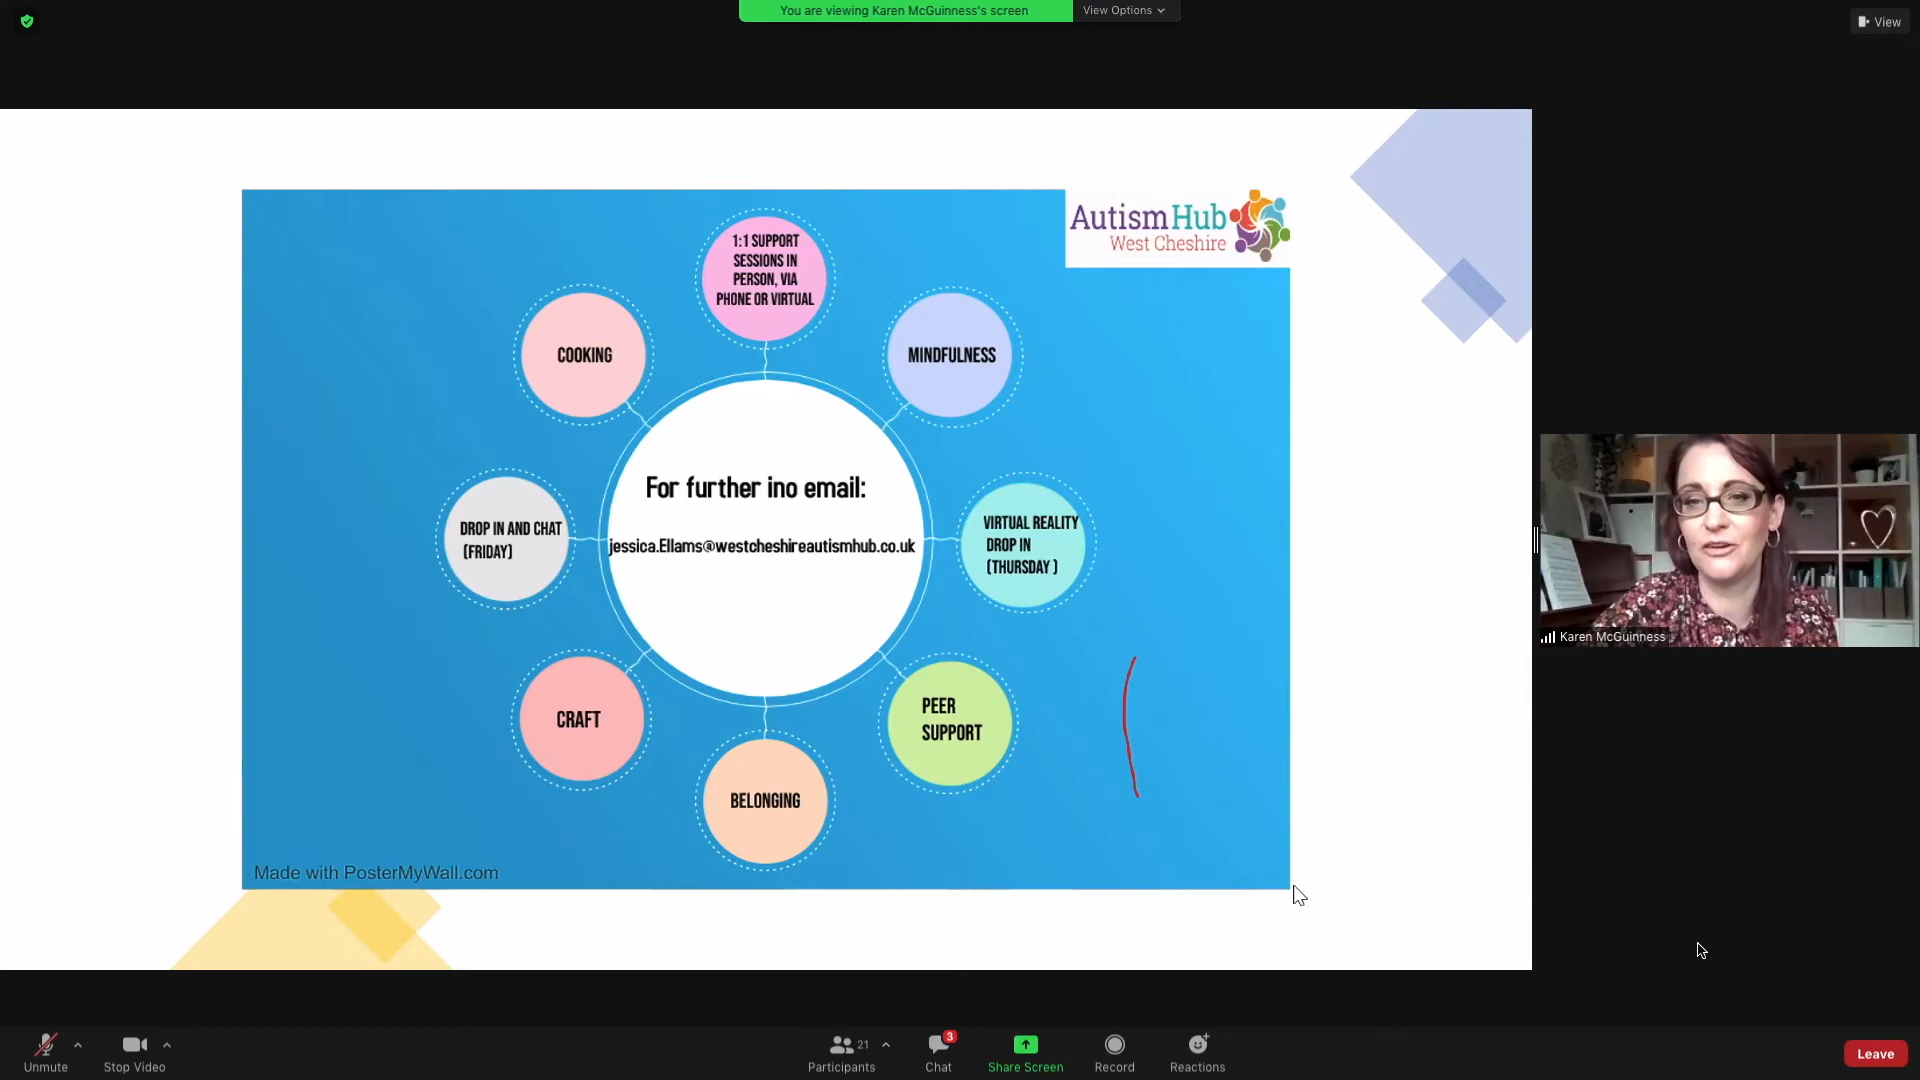 You are viewing Karen McGuinness's screen
View Options
View
Autism Hub
West Cheshire
1:1 SUPPORT
SESSIONS IN
PERSON, VIA
PHONE OR VIRTUAL
COOKING
MINDFULNESS
For further ino email:
jessica.Ellams@westcheshireautismhub.co.uk
DROP IN AND CHAT
(FRIDAY)
VIRTUAL REALITY
DROP IN
(THURSDAY )
CRAFT
PEER
SUPPORT
BELONGING
Made with PosterMyWall.com
Karen McGuinness
Unmute
Stop Video
21
Participants
3
Chat
Share Screen
Record
Reactions
Leave